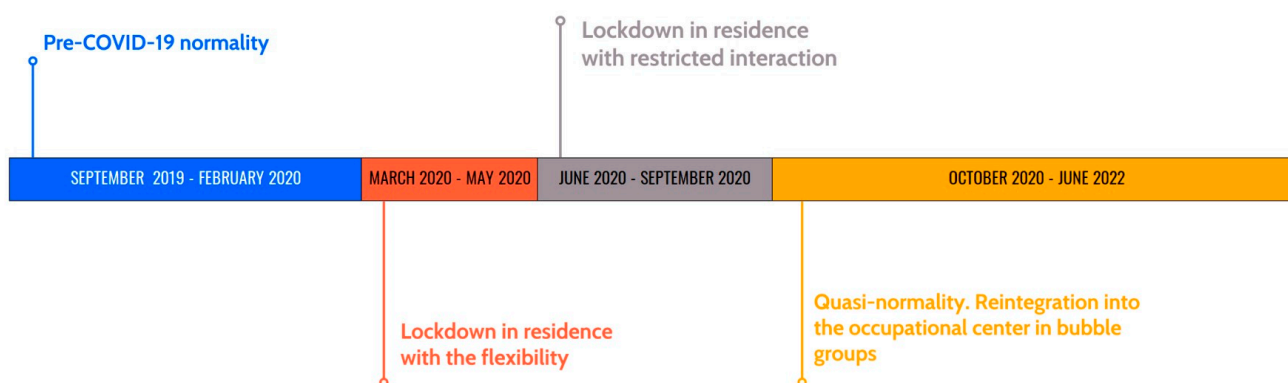 Pre-COVID-19 normality
Lockdown in residence
with restricted interaction
SEPTEMBER 2019 - FEBRUARY 2020
MARCH 2020 - MAY 2020
JUNE 2020 - SEPTEMBER 2020
OCTOBER 2020 - JUNE 2022
Lockdown in residence
with the flexibility
Quasi-normality. Reintegration into
the occupational center in bubble
groups